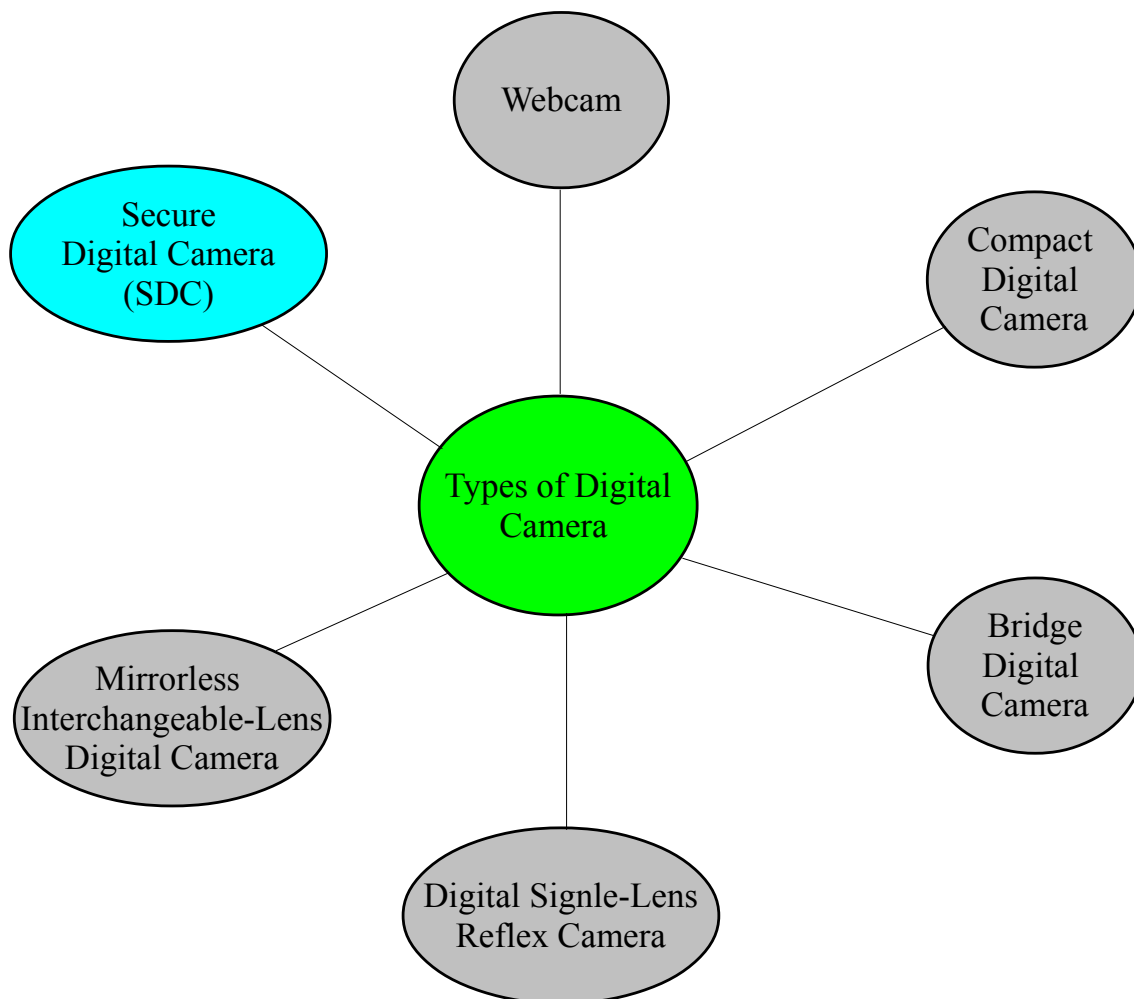 Webcam
Secure
Digital Camera
(SDC)
Compact
Digital
Camera
Types of Digital
Camera
Bridge
Digital
Camera
Mirrorless
Interchangeable-Lens
Digital Camera
Digital Signle-Lens
Reflex Camera